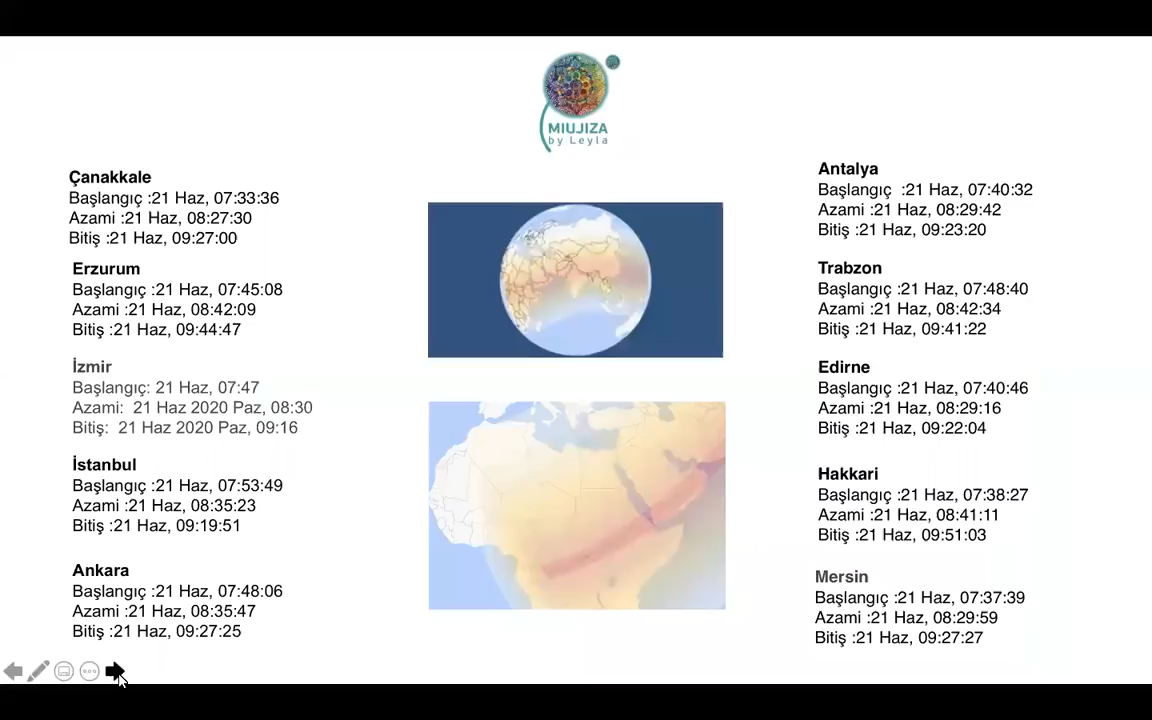 MIUJIZA
by Leyla
Çanakkale
Başlangıç :21 Haz, 07:33:36
Azami :21 Haz, 08:27:30
Bitiş :21 Haz, 09:27:00
Erzurum
Başlangıç :21 Haz, 07:45:08
Azami :21 Haz, 08:42:09
Bitiş :21 Haz, 09:44:47
İzmir
Başlangıç: 21 Haz, 07:47
Azami:  21 Haz 2020 Paz, 08:30
Bitiş:  21 Haz 2020 Paz, 09:16
İstanbul
Başlangıç :21 Haz, 07:53:49
Azami :21 Haz, 08:35:23
Bitiş :21 Haz, 09:19:51
Ankara
Başlangıç :21 Haz, 07:48:06
Azami :21 Haz, 08:35:47
Bitiş :21 Haz, 09:27:25
Antalya
Başlangıç  :21 Haz, 07:40:32
Azami :21 Haz, 08:29:42
Bitiş :21 Haz, 09:23:20
Trabzon
Başlangıç :21 Haz, 07:48:40
Azami :21 Haz, 08:42:34
Bitiş :21 Haz, 09:41:22
Edirne
Başlangıç :21 Haz, 07:40:46
Azami :21 Haz, 08:29:16
Bitiş :21 Haz, 09:22:04
Hakkari
Başlangıç :21 Haz, 07:38:27
Azami :21 Haz, 08:41:11
Bitiş :21 Haz, 09:51:03
Mersin
Başlangıç :21 Haz, 07:37:39
Azami :21 Haz, 08:29:59
Bitiş :21 Haz, 09:27:27